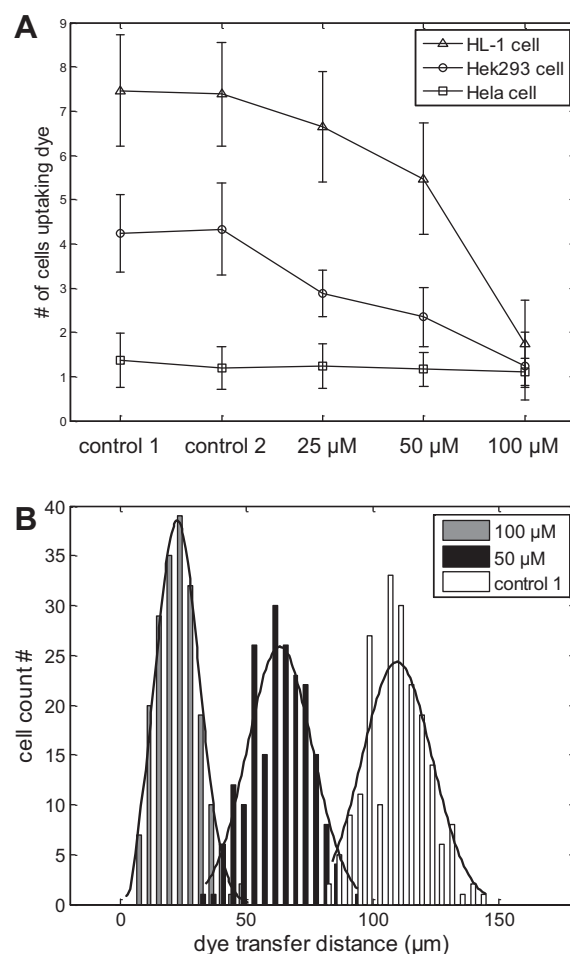 A
9
8
7
6
5
4
3
2
1
0
# of cells uptaking dye
HL-1 cell
Hek293 cell
Hela cell
control 1 control 2 25 µM 50 µM 100 µM
B
40
35
30
25
20
15
10
5
0
cell count #
100 µM
50 µM
control 1
0 50 100 150
dye transfer distance (µm)